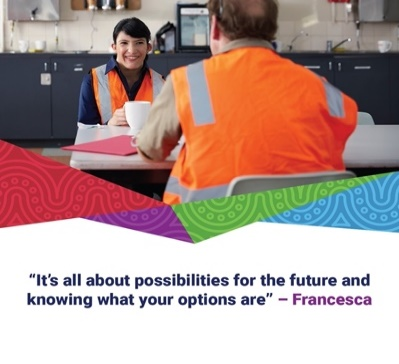 “It’s all about possibilities for the future and
knowing what your options are” – Francesca